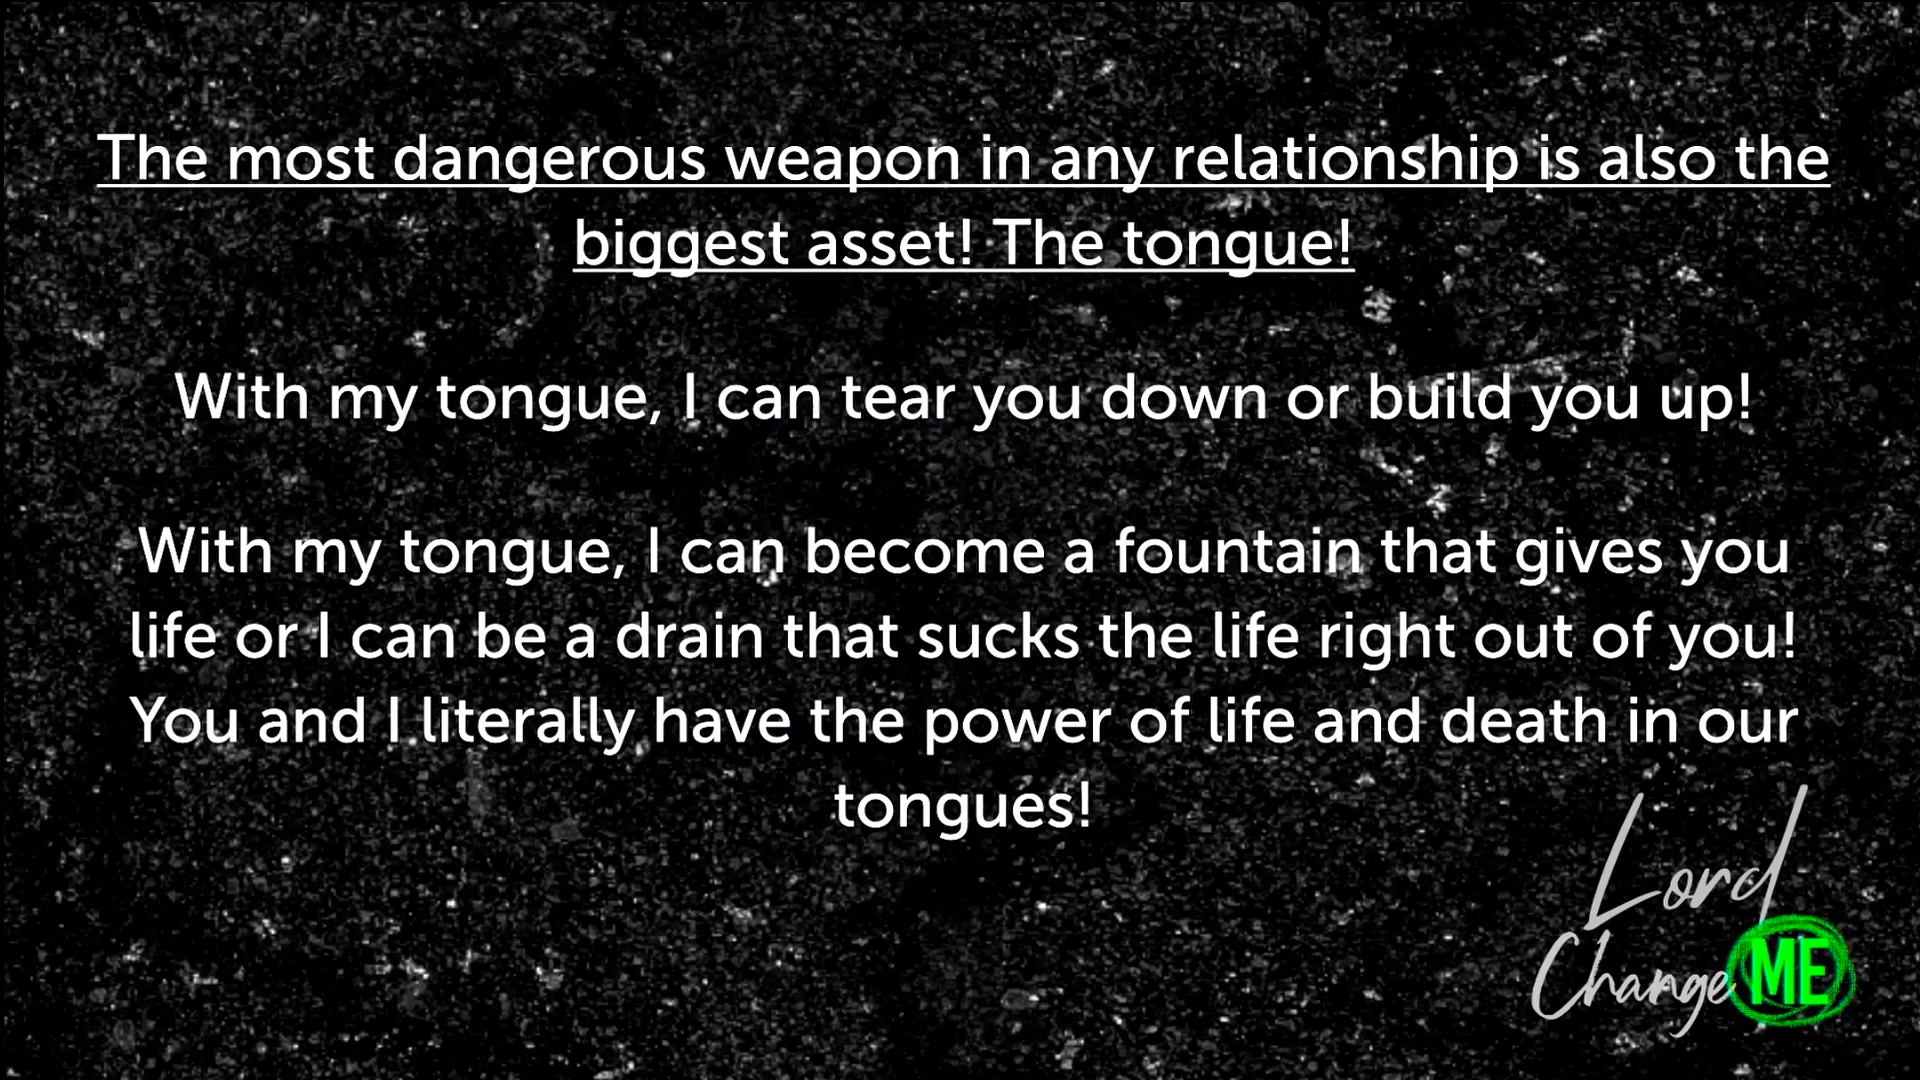 The most dangerous weapon in any relationship is also the
biggest asset! The tongue!
With my tongue, I can tear you down or build you up!
With my tongue, I can become a fountain that gives you
life or I can be a drain that sucks the life right out of you!
You and I literally have the power of life and death in our
tongues!
Lord
Change ME